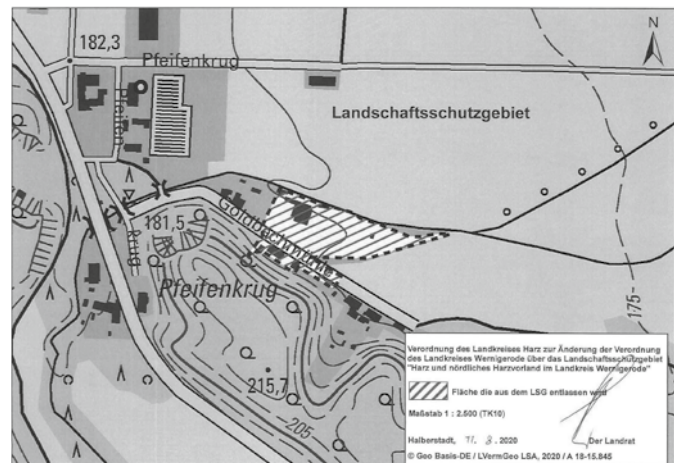 N
182,3
Pfeifenkrug
Pfeifen
Landschaftsschutzgebiet
181,5
krug
Pfeifenkrug
175
215,7
205
Verordnung des Landkreises Harz zur Änderung der Verordnung
des Landkreises Wernigerode über das Landschaftsschutzgebiet
"Harz und nördliches Harzvorland im Landkreis Wernigerode"
Fläche die aus dem LSG entlassen wird
Maßstab 1 : 2.500 (TK10)
Halberstadt, 2020
Der Landrat
© Geo Basis-DE / LVermGeo LSA, 2020 / A 18-15.845